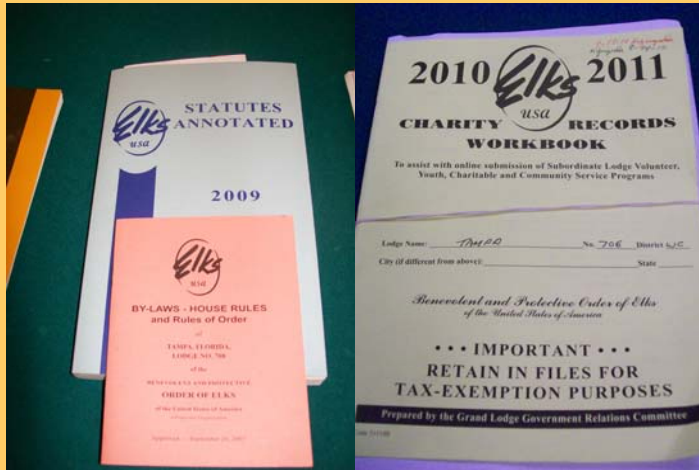 Elks
usa
STATUTES
ANNOTATED
2009
Elks
usa
BY-LAWS - HOUSE RULES
and Rules of Order
of
TAMPA, FLORIDA,
LODGE NO. 708
of the
BENEVOLENT AND PROTECTIVE
ORDER OF ELKS
of the United States of America
2010 Elks 2011
usa
CHARITY RECORDS
WORKBOOK
To assist with online submission of Subordinate Lodge Volunteer,
Youth, Charitable and Community Service Programs
Lodge Name: TAMPA No. 708 District WC
City (if different from above): State
Benevolent and Protective Order of Elks
of the United States of America
• • • IMPORTANT • • •
RETAIN IN FILES FOR
TAX-EXEMPTION PURPOSES
Prepared by the Grand Lodge Government Relations Committee